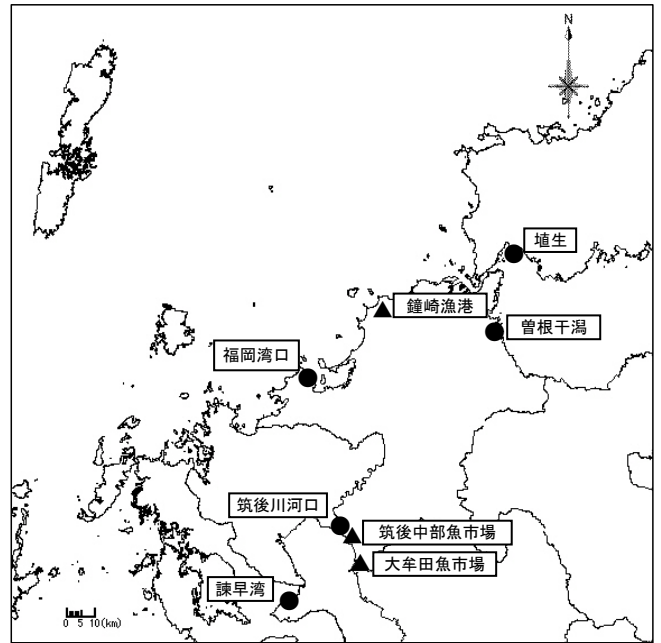 N
埴生
鐘崎漁港
曽根干潟
福岡湾口
筑後川河口
筑後中部魚市場
大牟田魚市場
諫早湾
0 5 10(km)